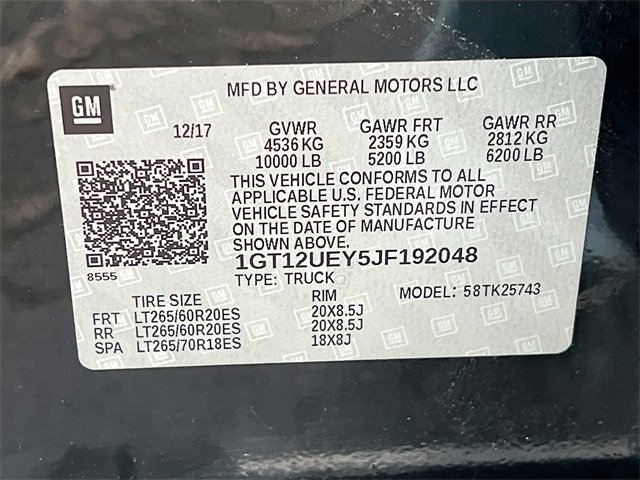 GM
MFD BY GENERAL MOTORS LLC
12/17 GVWR GAWR FRT GAWR RR
4536 KG 2359 KG 2812 KG
10000 LB 5200 LB 6200 LB
THIS VEHICLE CONFORMS TO ALL
APPLICABLE U.S. FEDERAL MOTOR
VEHICLE SAFETY STANDARDS IN EFFECT
ON THE DATE OF MANUFACTURE
SHOWN ABOVE.
8555 1GT12UEY5JF192048
TYPE: TRUCK MODEL: 58TK25743
TIRE SIZE RIM
FRT LT265/60R20ES 20X8.5J
RR LT265/60R20ES 20X8.5J
SPA LT265/70R18ES 18X8J